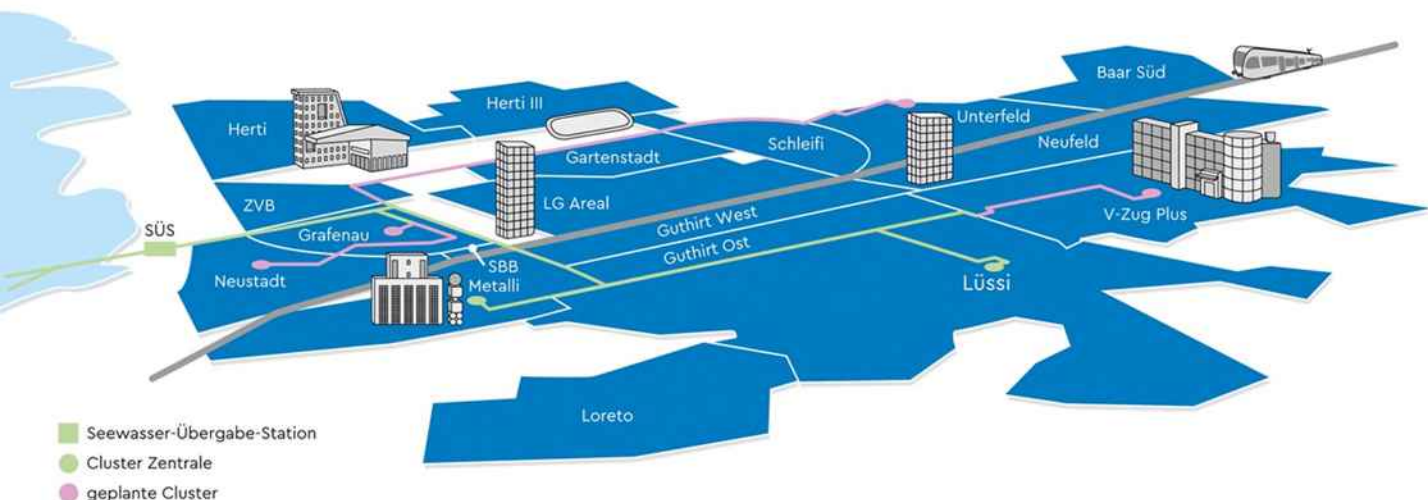 Baar Süd
Herti III
Herti
Unterfeld
Schleifi
Neufeld
Gartenstadt
ZVB
LG Areal
V-Zug Plus
SÜS
Grafenau
Guthirt West
Guthirt Ost
SBB
Neustadt
Metalli
Lüssi
Loreto
Seewasser-Übergabe-Station
Cluster Zentrale
geplante Cluster